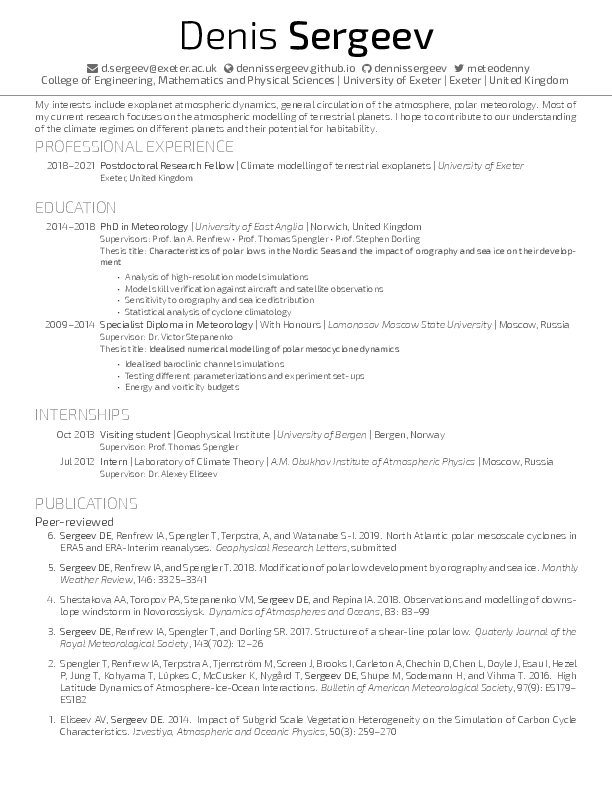 Denis Sergeev
d.sergeev@exeter.ac.uk dennissergeev.github.io dennissergeev meteodenny
College of Engineering, Mathematics and Physical Sciences | University of Exeter | Exeter | United Kingdom
My interests include exoplanet atmospheric dynamics, general circulation of the atmosphere, polar meteorology. Most of
my current research focuses on the atmospheric modelling of terrestrial planets. I hope to contribute to our understanding
of the climate regimes on different planets and their potential for habitability.
PROFESSIONAL EXPERIENCE
2018–2021 Postdoctoral Research Fellow | Climate modelling of terrestrial exoplanets | University of Exeter
Exeter, United Kingdom
EDUCATION
2014–2018 PhD in Meteorology | University of East Anglia | Norwich, United Kingdom
Supervisors: Prof. Ian A. Renfrew • Prof. Thomas Spengler • Prof. Stephen Dorling
Thesis title: Characteristics of polar lows in the Nordic Seas and the impact of orography and sea ice on their develop-
ment
• Analysis of high-resolution model simulations
• Model skill verification against aircraft and satellite observations
• Sensitivity to orography and sea ice distribution
• Statistical analysis of cyclone climatology
2009–2014 Specialist Diploma in Meteorology | With Honours | Lomonosov Moscow State University | Moscow, Russia
Supervisor: Dr. Victor Stepanenko
Thesis title: Idealised numerical modelling of polar mesocyclone dynamics
• Idealised baroclinic channel simulations
• Testing different parameterizations and experiment set-ups
• Energy and vorticity budgets
INTERNSHIPS
Oct 2013 Visiting student | Geophysical Institute | University of Bergen | Bergen, Norway
Supervisor: Prof. Thomas Spengler
Jul 2012 Intern | Laboratory of Climate Theory | A.M. Obukhov Institute of Atmospheric Physics | Moscow, Russia
Supervisor: Dr. Alexey Eliseev
PUBLICATIONS
Peer-reviewed
6. Sergeev DE, Renfrew IA, Spengler T, Terpstra, A, and Watanabe S-I. 2019. North Atlantic polar mesoscale cyclones in
ERA5 and ERA-Interim reanalyses. Geophysical Research Letters, submitted
5. Sergeev DE, Renfrew IA, and Spengler T. 2018. Modification of polar low development by orography and sea ice. Monthly
Weather Review, 146: 3325–3341
4. Shestakova AA, Toropov PA, Stepanenko VM, Sergeev DE, and Repina IA. 2018. Observations and modelling of downs-
lope windstorm in Novorossiysk. Dynamics of Atmospheres and Oceans, 83: 83–99
3. Sergeev DE, Renfrew IA, Spengler T, and Dorling SR. 2017. Structure of a shear-line polar low. Quaterly Journal of the
Royal Meteorological Society, 143(702): 12–26
2. Spengler T, Renfrew IA, Terpstra A, Tjernström M, Screen J, Brooks I, Carleton A, Chechin D, Chen L, Doyle J, Esau I, Hezel
P, Jung T, Kohyama T, Lüpkes C, McCusker K, Nygård T, Sergeev DE, Shupe M, Sodemann H, and Vihma T. 2016. High
Latitude Dynamics of Atmosphere-Ice-Ocean Interactions. Bulletin of American Meteorological Society, 97(9): ES179–
ES182
1. Eliseev AV, Sergeev DE. 2014. Impact of Subgrid Scale Vegetation Heterogeneity on the Simulation of Carbon Cycle
Characteristics. Izvestiya, Atmospheric and Oceanic Physics, 50(3): 259–270